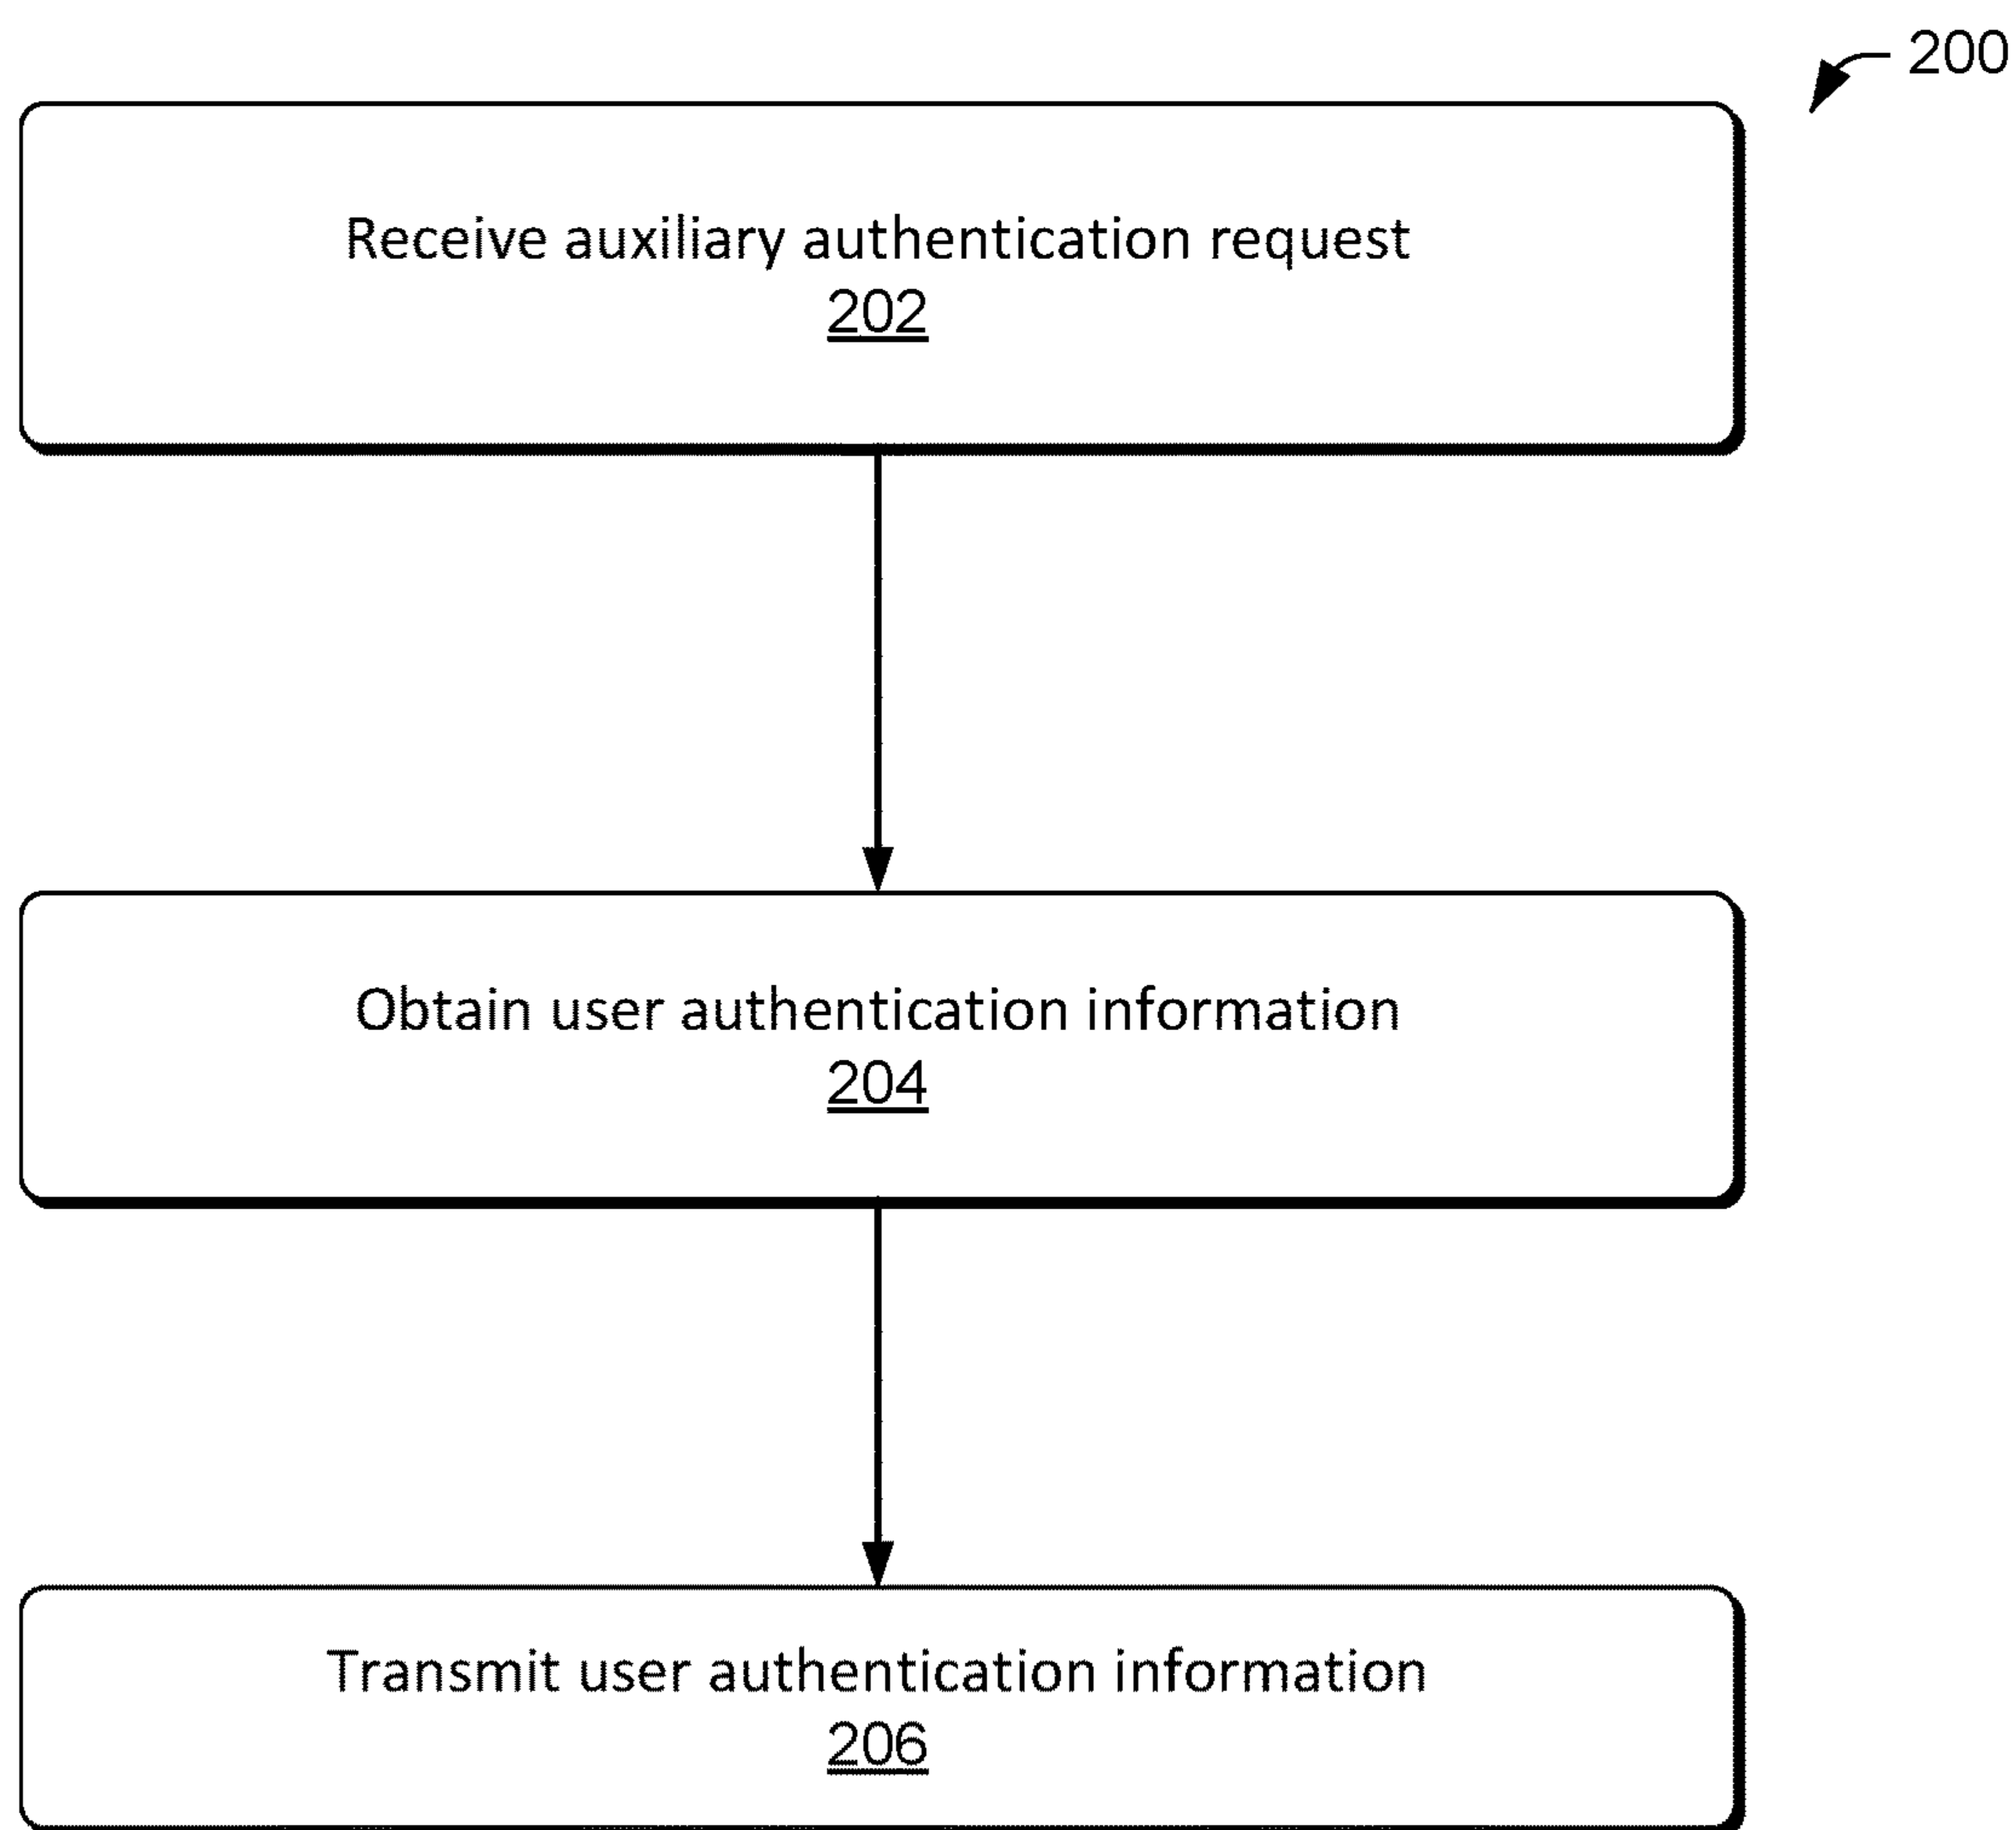 200
Receive auxiliary authentication request
202
Obtain user authentication information
204
Transmit user authentication information
206